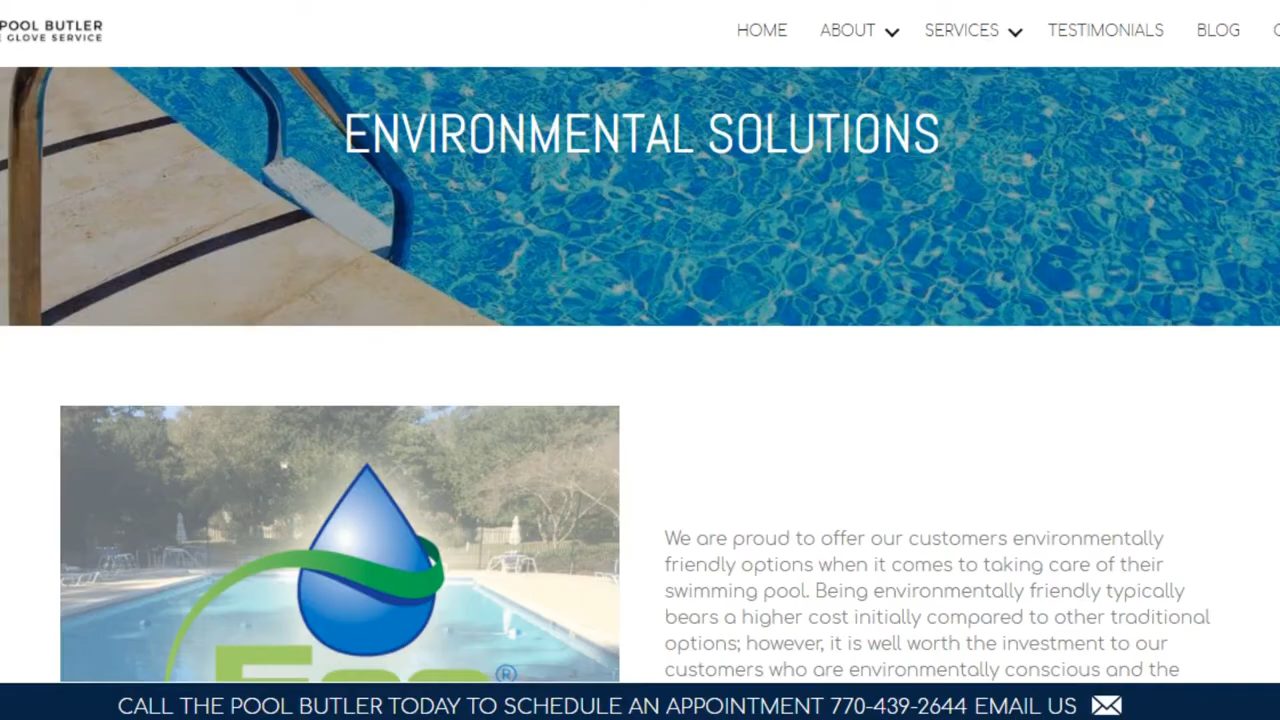 POOL BUTLER
GLOVE SERVICE
HOME ABOUT SERVICES TESTIMONIALS BLOG
ENVIRONMENTAL SOLUTIONS
We are proud to offer our customers environmentally
friendly options when it comes to taking care of their
swimming pool. Being environmentally friendly typically
bears a higher cost initially compared to other traditional
options; however, it is well worth the investment to our
customers who are environmentally conscious and the
Eco®
CALL THE POOL BUTLER TODAY TO SCHEDULE AN APPOINTMENT 770-439-2644 EMAIL US